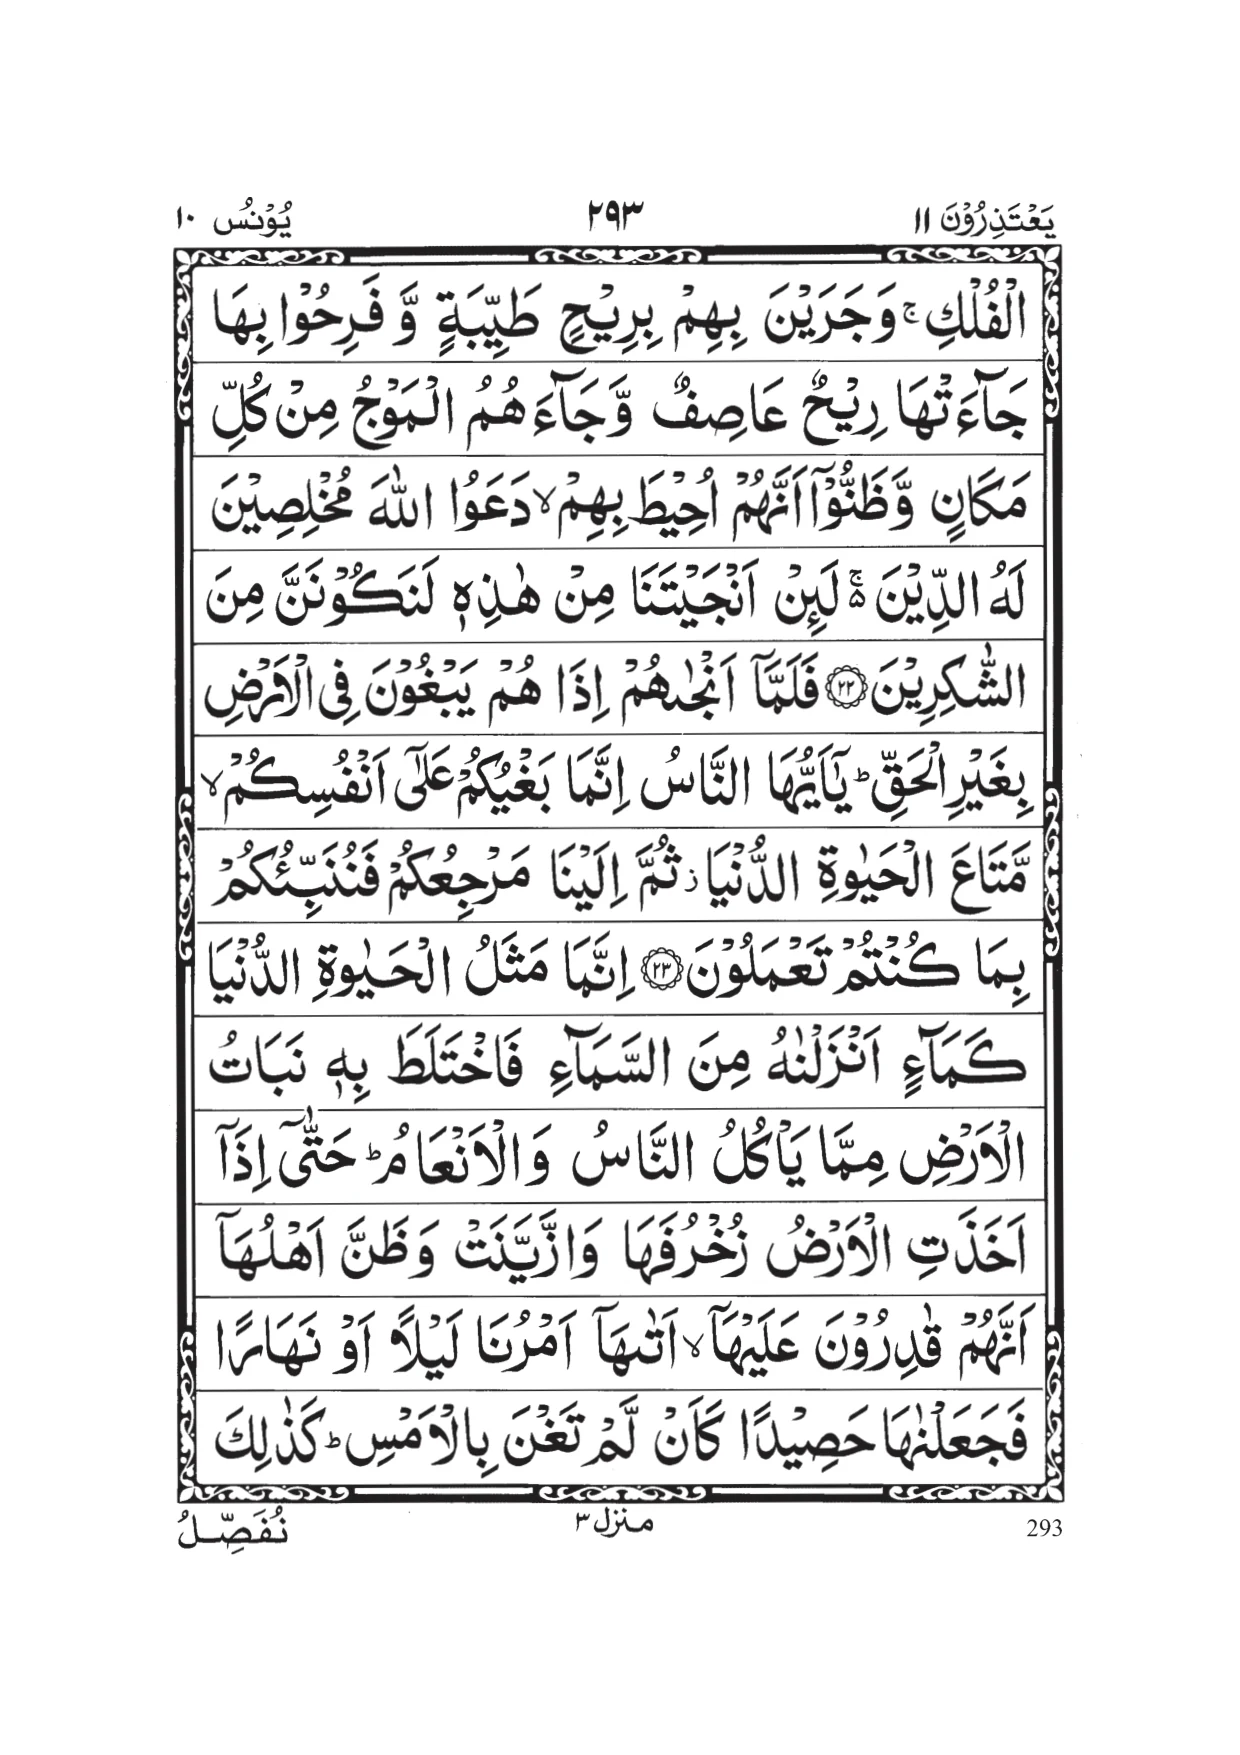 يَعْتَذِرُوْنَ ١١ ٢٩٣ يُوْنُس ١٠
الْفُلْكِ ۚ وَجَرَيْنَ بِهِمْ بِرِيْحٍ طَيِّبَةٍ وَّ فَرِحُوْا بِهَا
جَآءَتْهَا رِيْحٌ عَاصِفٌ وَّجَآءَهُمُ الْمَوْجُ مِنْ كُلِّ
مَكَانٍ وَّظَنُّوْٓا اَنَّهُمْ اُحِيْطَ بِهِمْ ۙ دَعَوُا اللّٰهَ مُخْلِصِيْنَ
لَهُ الدِّيْنَ ۚ۬ لَىِٕنْ اَنْجَيْتَنَا مِنْ هٰذِهٖ لَنَكُوْنَنَّ مِنَ
الشّٰكِرِيْنَ ۝٢٢ فَلَمَّآ اَنْجٰىهُمْ اِذَا هُمْ يَبْغُوْنَ فِى الْاَرْضِ
بِغَيْرِ الْحَقِّ ؕ يٰٓاَيُّهَا النَّاسُ اِنَّمَا بَغْيُكُمْ عَلٰٓى اَنْفُسِكُمْ ۙ
مَّتَاعَ الْحَيٰوةِ الدُّنْيَا ز ثُمَّ اِلَيْنَا مَرْجِعُكُمْ فَنُنَبِّئُكُمْ
بِمَا كُنْتُمْ تَعْمَلُوْنَ ۝٢٣ اِنَّمَا مَثَلُ الْحَيٰوةِ الدُّنْيَا
كَمَآءٍ اَنْزَلْنٰهُ مِنَ السَّمَآءِ فَاخْتَلَطَ بِهٖ نَبَاتُ
الْاَرْضِ مِمَّا يَاْكُلُ النَّاسُ وَالْاَنْعَامُ ؕ حَتّٰٓى اِذَآ
اَخَذَتِ الْاَرْضُ زُخْرُفَهَا وَازَّيَّنَتْ وَظَنَّ اَهْلُهَآ
اَنَّهُمْ قٰدِرُوْنَ عَلَيْهَآ ۙ اَتٰىهَآ اَمْرُنَا لَيْلًا اَوْ نَهَارًا
فَجَعَلْنٰهَا حَصِيْدًا كَاَنْ لَّمْ تَغْنَ بِالْاَمْسِ ؕ كَذٰلِكَ
293 منزل ٣ نُفَصِّلُ